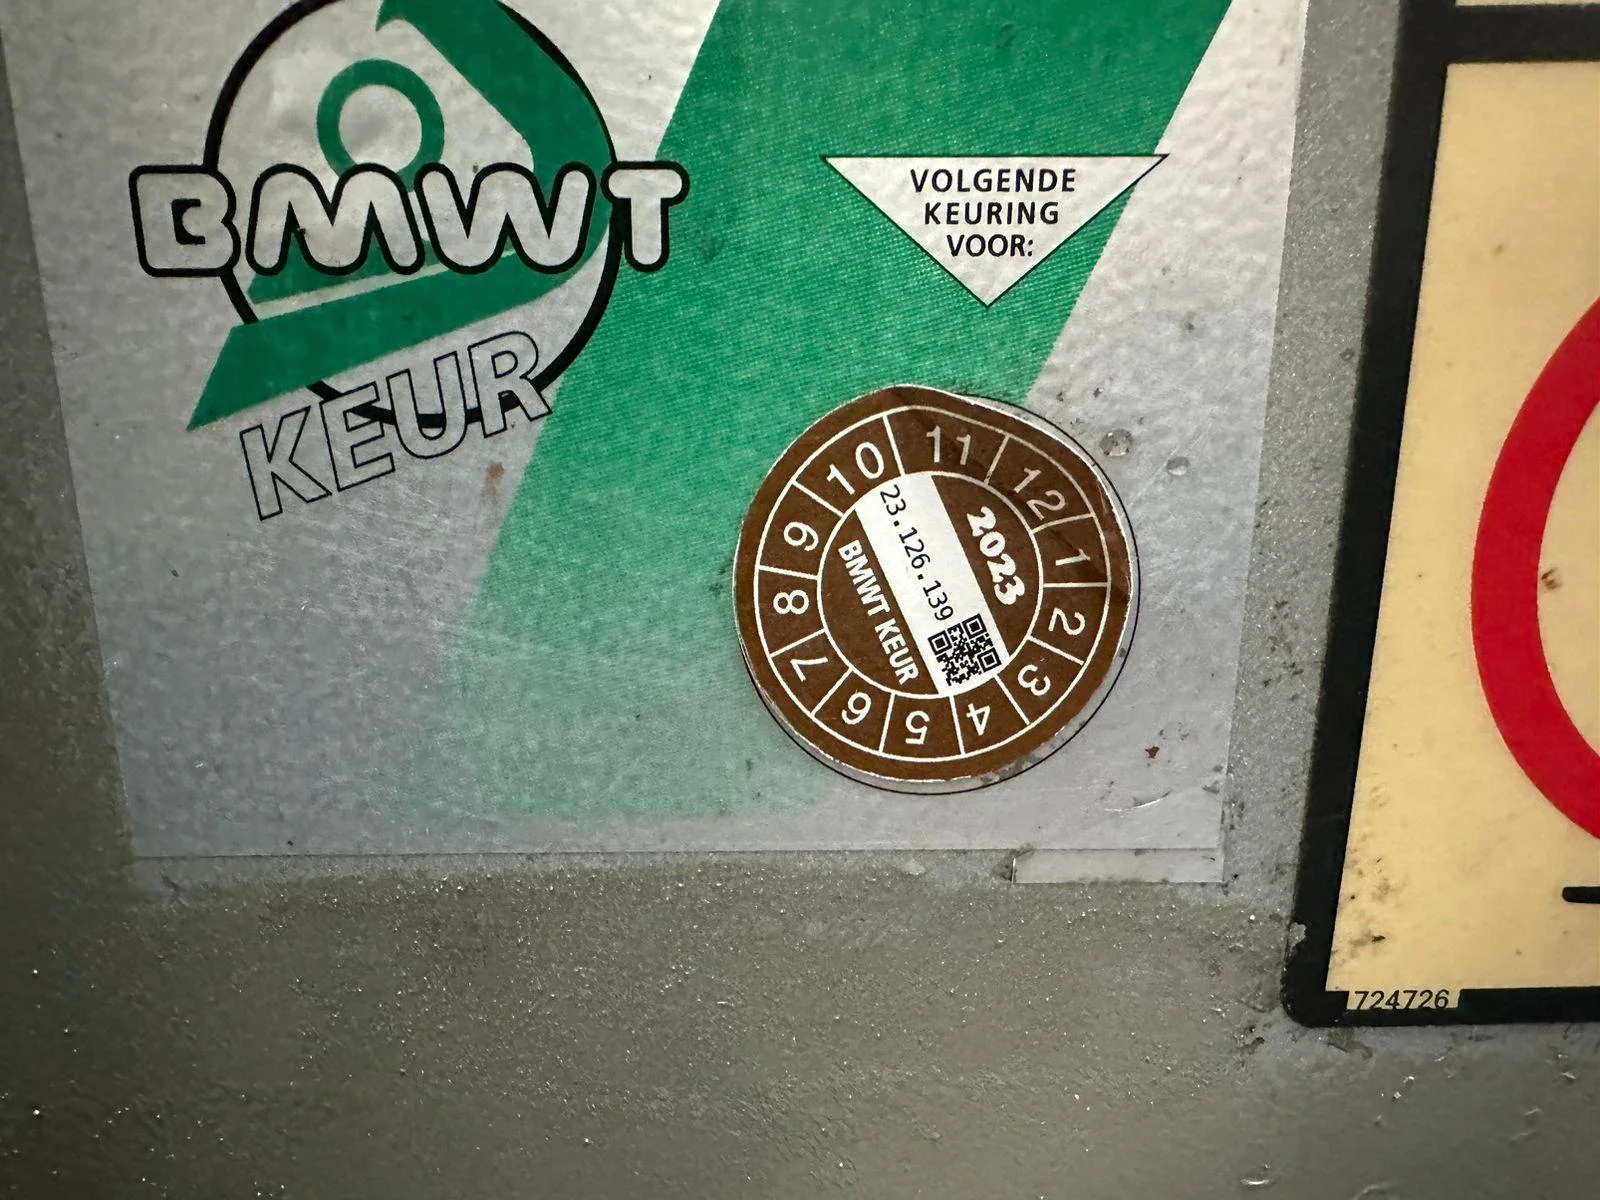 BMWT
KEUR
VOLGENDE
KEURING
VOOR:
10 11 12 1 2 3 4 5 6 7 8 9
2023
23.126.139
BMWT KEUR
724726